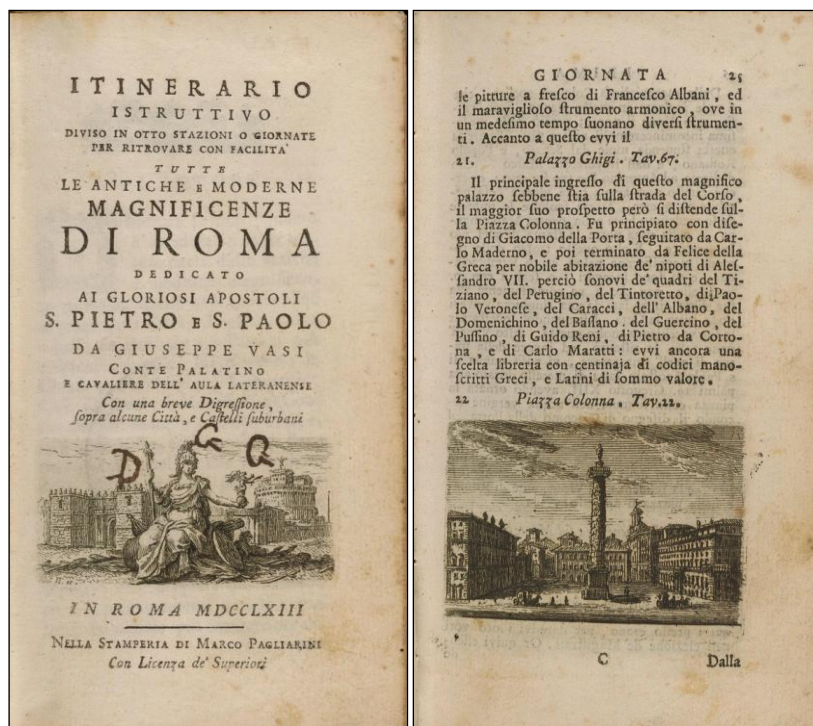 ITINERARIO
ISTRUTTIVO
DIVISO IN OTTO STAZIONI O GIORNATE
PER RITROVARE CON FACILITA'
TUTTE
LE ANTICHE E MODERNE
MAGNIFICENZE
DI ROMA
DEDICATO
AI GLORIOSI APOSTOLI
S. PIETRO E S. PAOLO
DA GIUSEPPE VASI
CONTE PALATINO
E CAVALIERE DELL' AULA LATERANENSE
Con una breve Digreſſione,
ſopra alcune Città, e Caſtelli ſuburbani
D G Q
IN ROMA MDCCLXIII
NELLA STAMPERIA DI MARCO PAGLIARINI
Con Licenza de' Superiori
GIORNATA 25
le pitture a freſco di Franceſco Albani, ed
il maraviglioſo ſtrumento armonico, ove in
un medeſimo tempo ſuonano diverſi ſtrumen-
ti. Accanto a queſto evvi il
21. Palazzo Ghigi. Tav.67.
Il principale ingreſſo di queſto magnifico
palazzo ſebbene ſtia ſulla ſtrada del Corſo,
il maggior ſuo proſpetto però ſi diſtende ſul-
la Piazza Colonna. Fu principiato con diſe-
gno di Giacomo della Porta, ſeguitato da Car-
lo Maderno, e poi terminato da Felice della
Greca per nobile abitazione de' nipoti di Aleſ-
ſandro VII. perciò ſonovi de' quadri del Ti-
ziano, del Perugino, del Tintoretto, di Pao-
lo Veroneſe, del Caracci, dell' Albano, del
Domenichino, del Baſſano. del Guercino, del
Puſſino, di Guido Reni, di Pietro da Corto-
na, e di Carlo Maratti: evvi ancora una
ſcelta libreria con centinaja di codici mano-
ſcritti Greci, e Latini di ſommo valore.
22 Piazza Colonna. Tav.22.
C Dalla